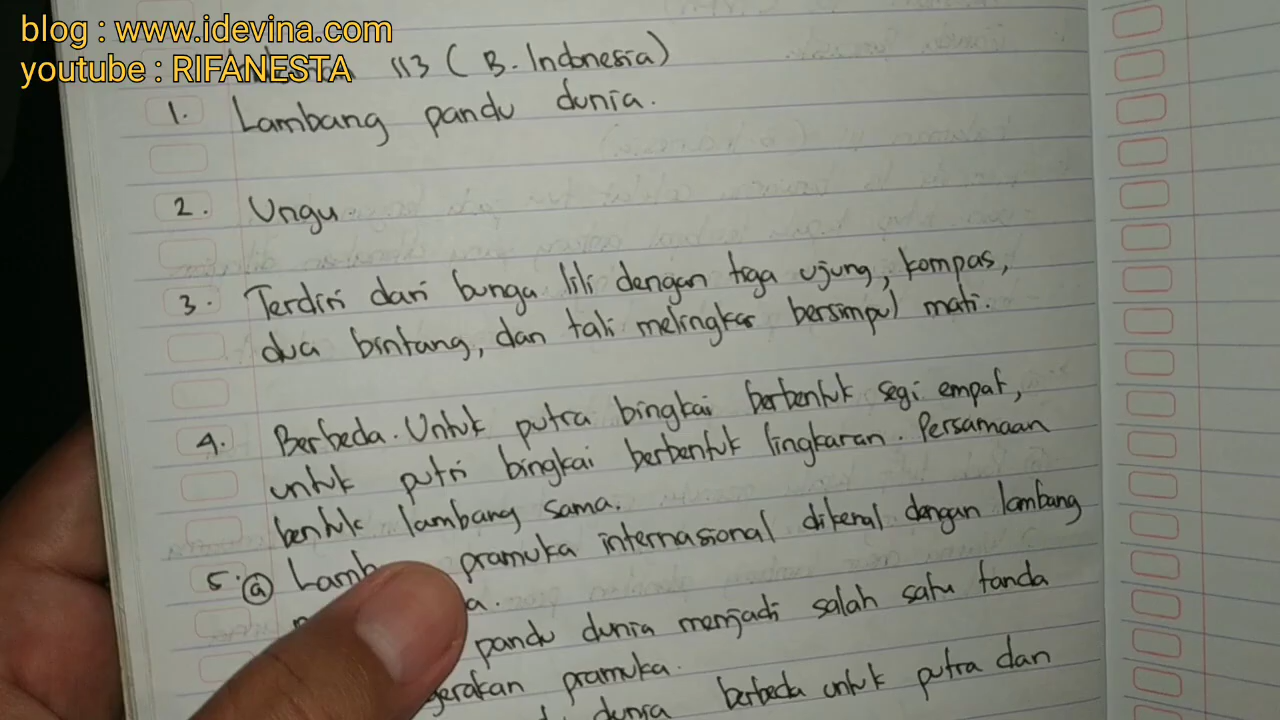 blog : www.idevina.com
youtube : RIFANESTA
113 ( B. Indonesia)
1. Lambang pandu dunia.
2. Ungu.
3. Terdiri dari bunga lili dengan tiga ujung, kompas,
dua bintang, dan tali melingkar bersimpul mati.
4. Berbeda. Untuk putra bingkai berbentuk segi empat,
untuk putri bingkai berbentuk lingkaran. Persamaan
bentuk lambang sama.
5. a pramuka internasional dikenal dengan lambang
pandu dunia menjadi salah satu tanda
gerakan pramuka.
dunia berbeda untuk putra dan